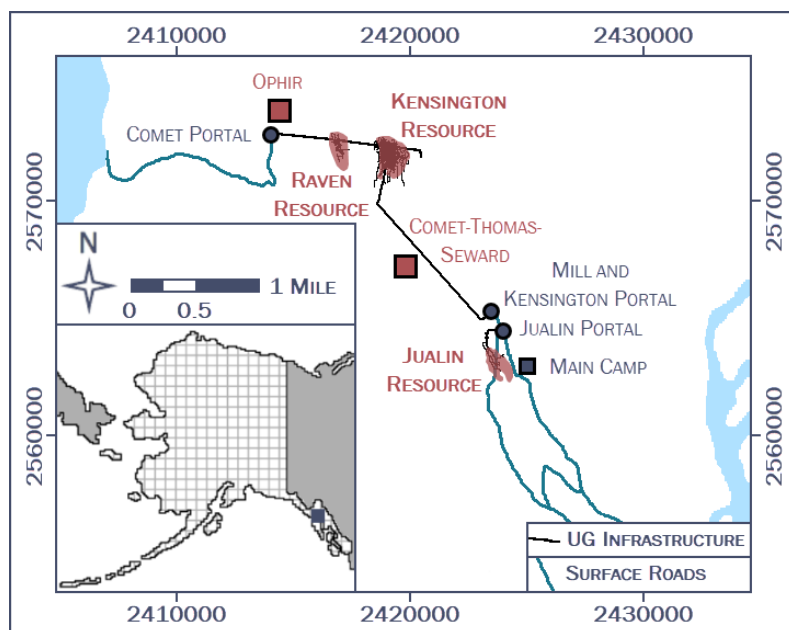 2410000
2420000
2430000
OPHIR
KENSINGTON
RESOURCE
COMET PORTAL
RAVEN
RESOURCE
2570000
2570000
COMET-THOMAS-
SEWARD
N
1 MILE
0
0.5
MILL AND
KENSINGTON PORTAL
JUALIN PORTAL
JUALIN
RESOURCE
MAIN CAMP
2560000
2560000
UG INFRASTRUCTURE
SURFACE ROADS
2410000
2420000
2430000